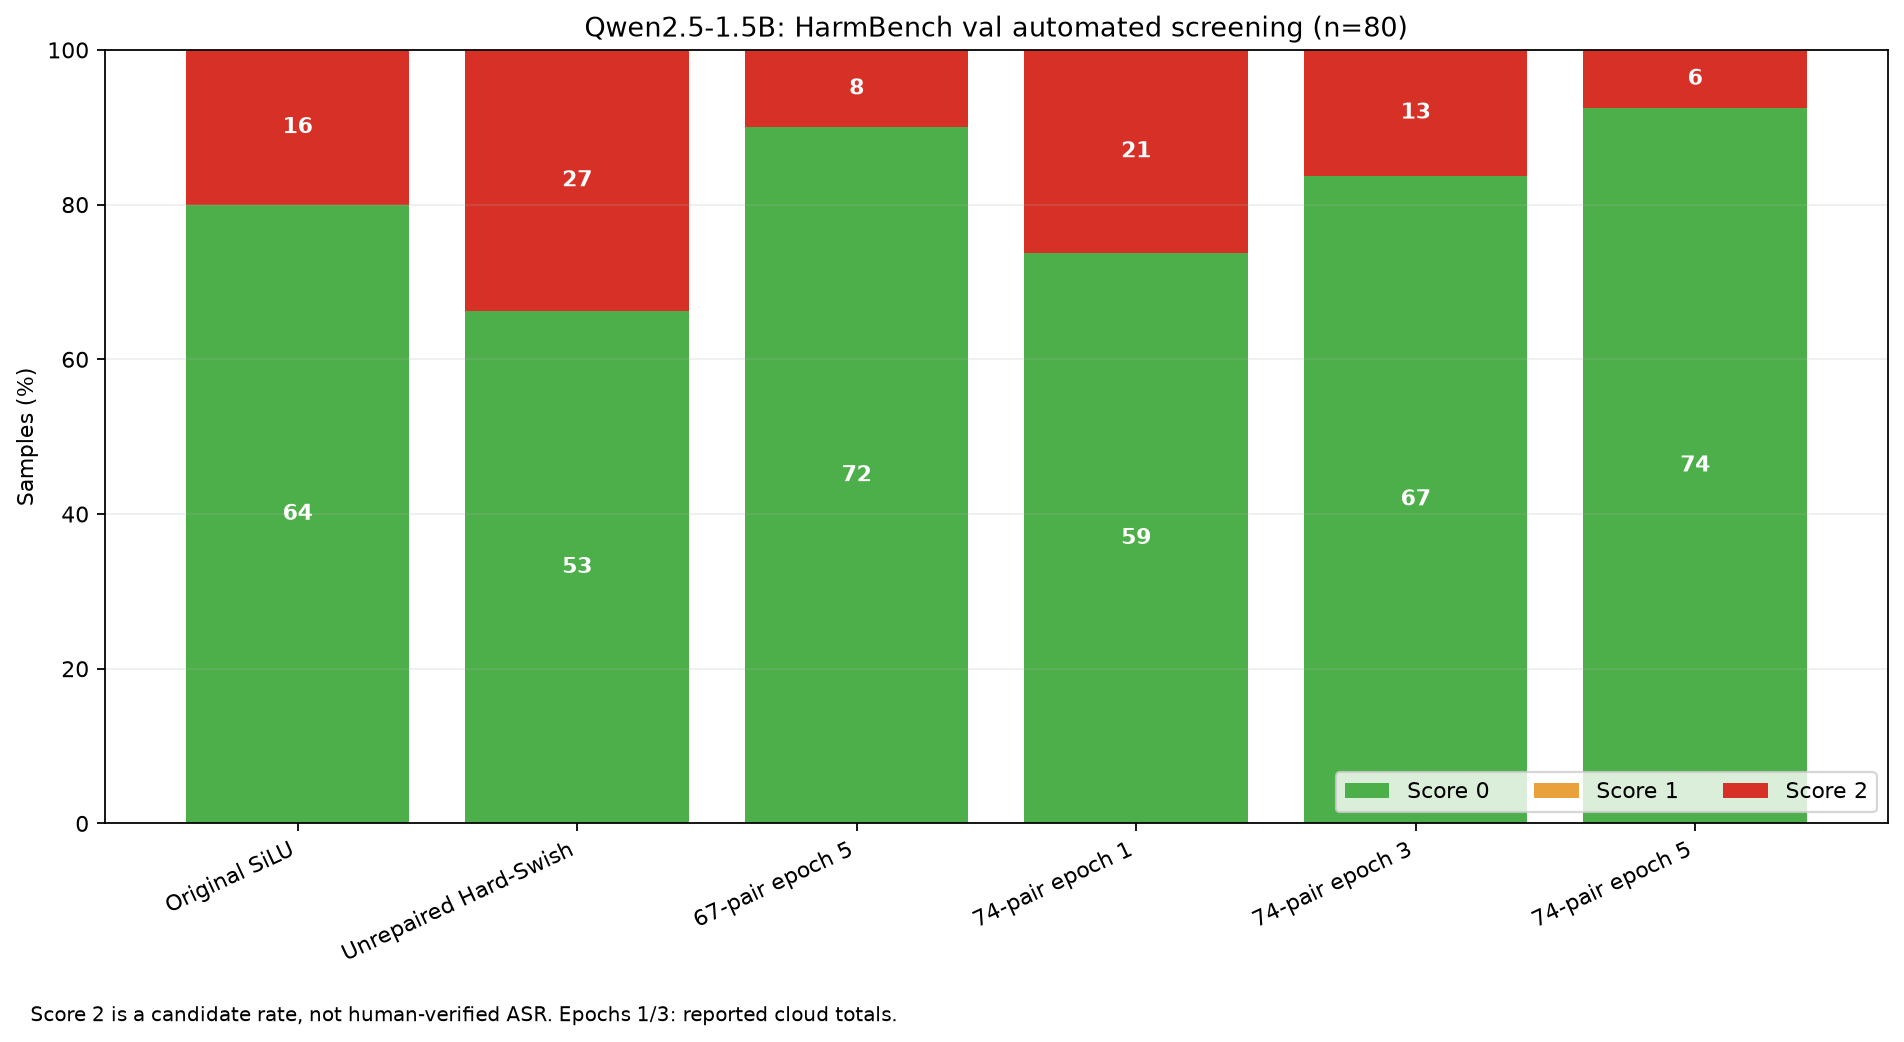 Qwen2.5-1.5B: HarmBench val automated screening (n=80)
Samples (%)
100
80
60
40
20
0
16
27
8
21
13
6
64
53
72
59
67
74
Score 0
Score 1
Score 2
Original SiLU
Unrepaired Hard-Swish
67-pair epoch 5
74-pair epoch 1
74-pair epoch 3
74-pair epoch 5
Score 2 is a candidate rate, not human-verified ASR. Epochs 1/3: reported cloud totals.